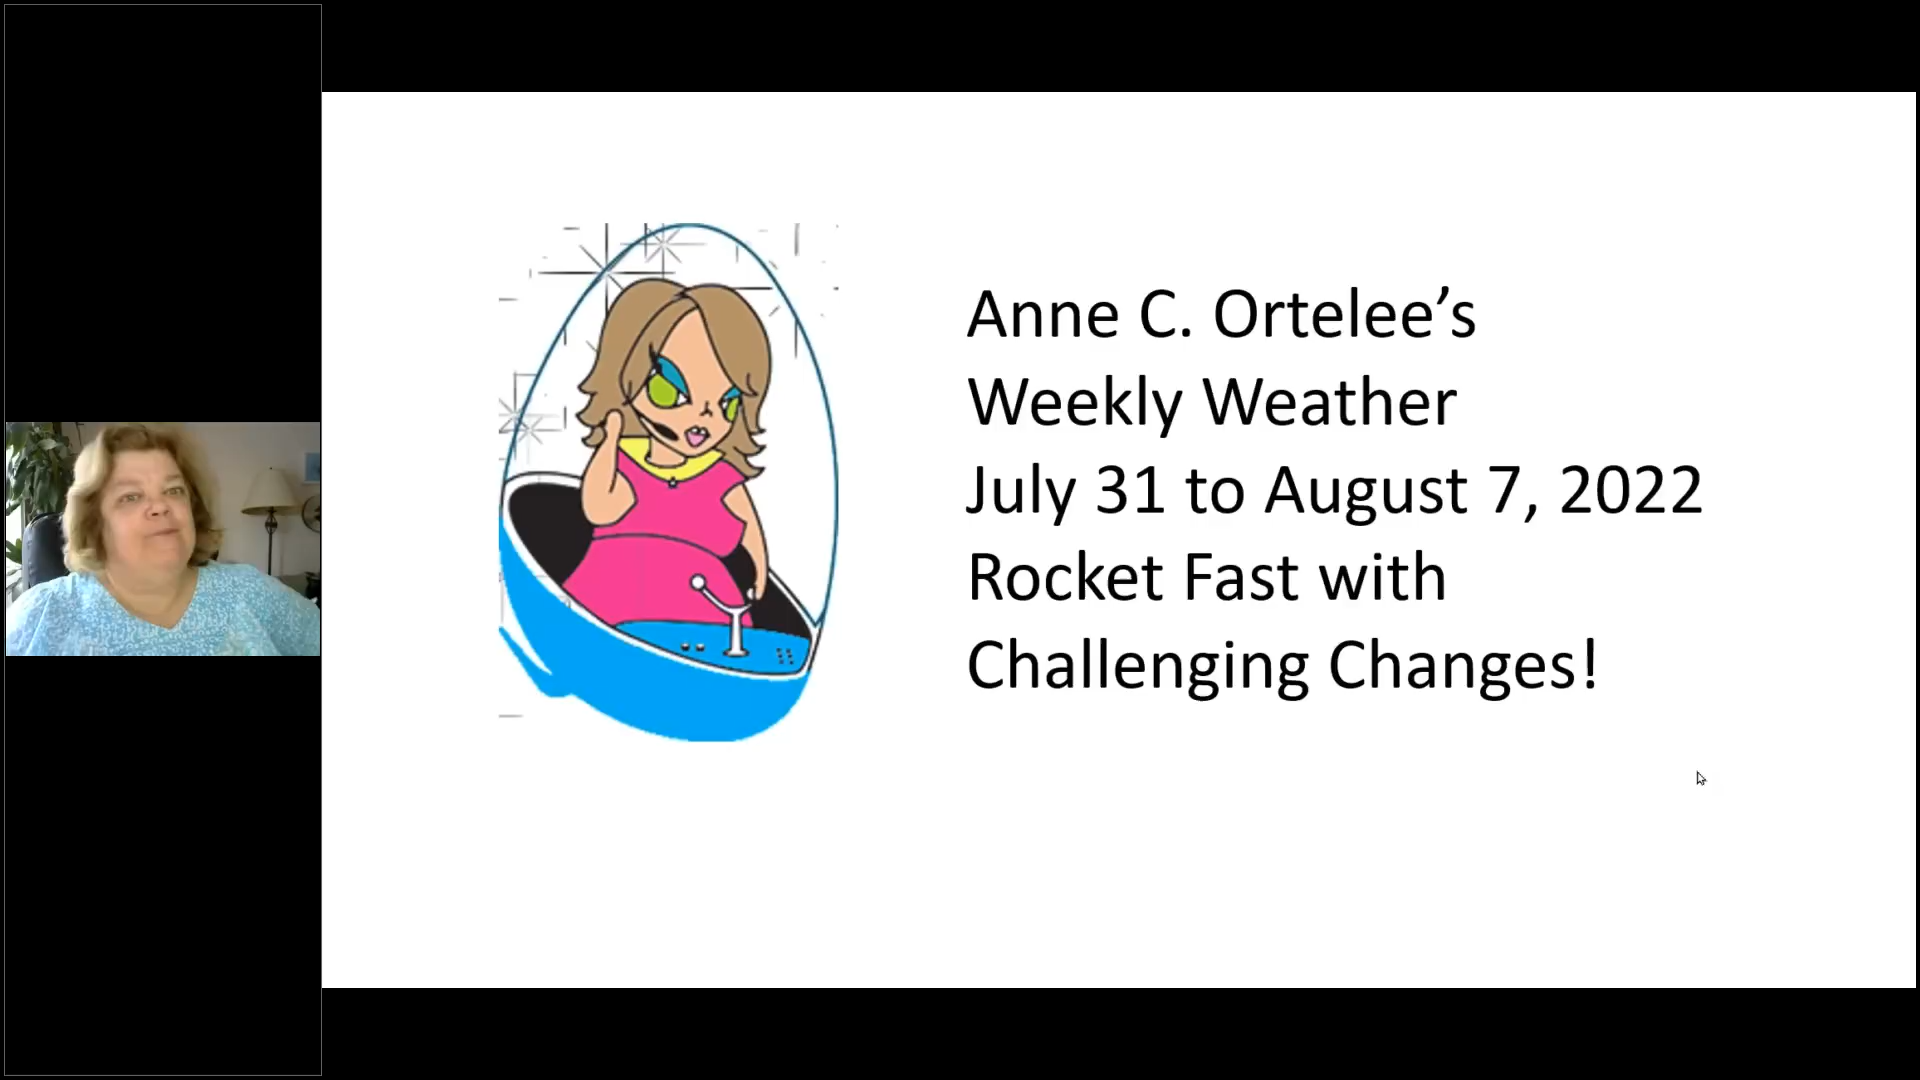 Anne C. Ortelee’s
Weekly Weather
July 31 to August 7, 2022
Rocket Fast with
Challenging Changes!